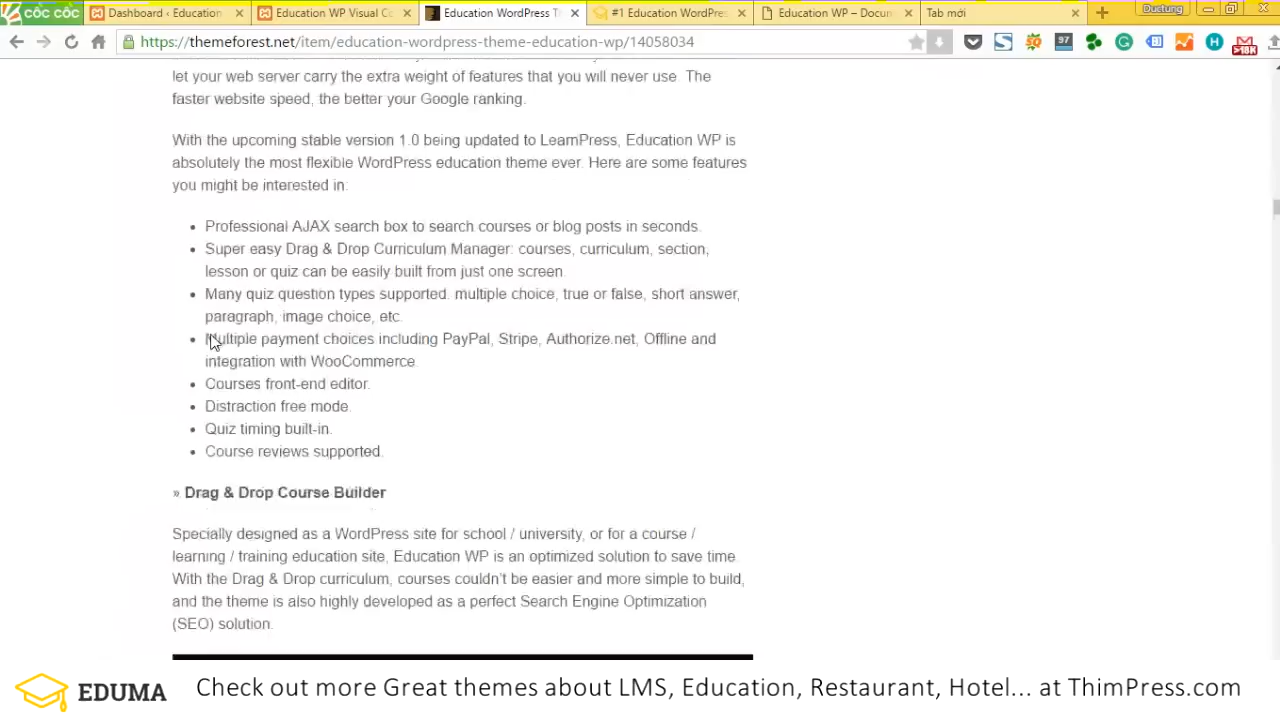 CỐC CỐC
Dashboard ‹ Education
Education WP Visual Co
Education WordPress T
#1 Education WordPre
Education WP – Docum
Tab mới
Ductung
https://themeforest.net/item/education-wordpress-theme-education-wp/14058034
97
>18K
let your web server carry the extra weight of features that you will never use. The
faster website speed, the better your Google ranking.
With the upcoming stable version 1.0 being updated to LearnPress, Education WP is
absolutely the most flexible WordPress education theme ever. Here are some features
you might be interested in:
• Professional AJAX search box to search courses or blog posts in seconds.
• Super easy Drag & Drop Curriculum Manager: courses, curriculum, section,
lesson or quiz can be easily built from just one screen.
• Many quiz question types supported: multiple choice, true or false, short answer,
paragraph, image choice, etc.
• Multiple payment choices including PayPal, Stripe, Authorize.net, Offline and
integration with WooCommerce.
• Courses front-end editor.
• Distraction free mode.
• Quiz timing built-in.
• Course reviews supported.
» Drag & Drop Course Builder
Specially designed as a WordPress site for school / university, or for a course /
learning / training education site, Education WP is an optimized solution to save time.
With the Drag & Drop curriculum, courses couldn't be easier and more simple to build,
and the theme is also highly developed as a perfect Search Engine Optimization
(SEO) solution.
EDUMA
Check out more Great themes about LMS, Education, Restaurant, Hotel... at ThimPress.com